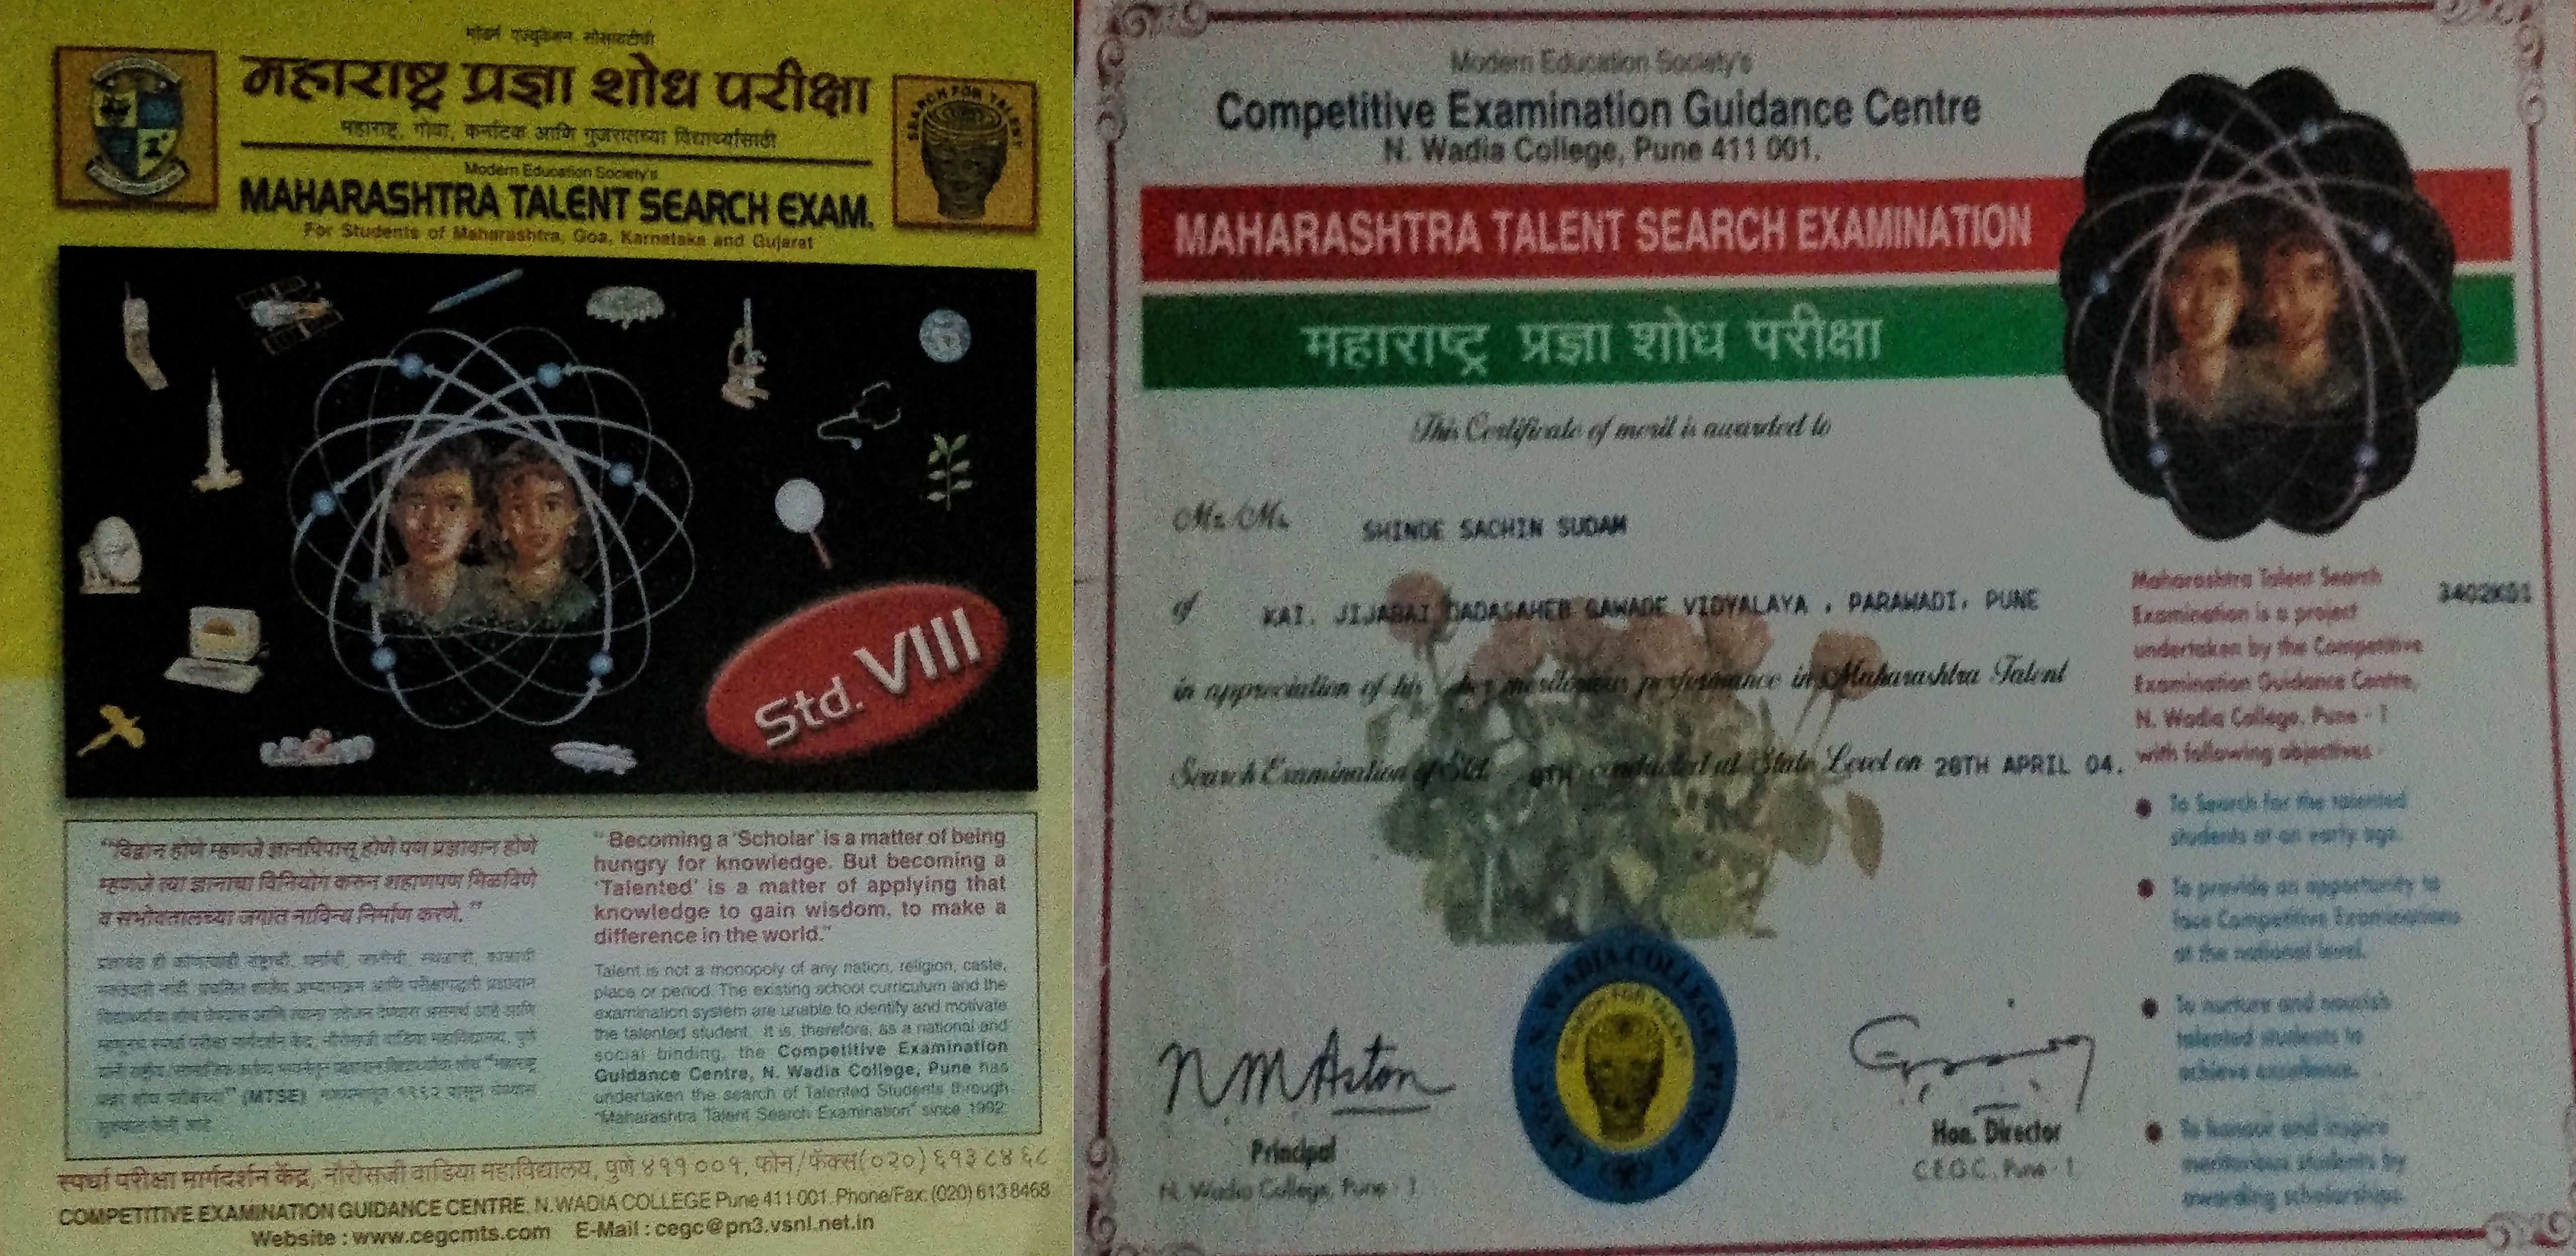 मॉडर्न एज्युकेशन सोसायटीची
महाराष्ट्र प्रज्ञा शोध परीक्षा
महाराष्ट्र, गोवा, कर्नाटक आणि गुजरातच्या विद्यार्थ्यांसाठी
SEARCH FOR TALENT
Modern Education Society's
MAHARASHTRA TALENT SEARCH EXAM.
For Students of Maharashtra, Goa, Karnataka and Gujarat
Std. VIII
"विद्वान होणे म्हणजे ज्ञानपिपासू होणे पण प्रज्ञावान होणे
म्हणजे त्या ज्ञानाचा विनियोग करुन शहाणपण मिळविणे
व सभोवतालच्या जगात नाविन्य निर्माण करणे."
(MTSE)
"Becoming a 'Scholar' is a matter of being
hungry for knowledge. But becoming a
'Talented' is a matter of applying that
knowledge to gain wisdom, to make a
difference in the world."
Talent is not a monopoly of any nation, religion, caste,
place or period. The existing school curriculum and the
examination system are unable to identify and motivate
the talented student. It is, therefore, as a national and
social binding, the Competitive Examination
Guidance Centre, N. Wadia College, Pune has
undertaken the search of Talented Students through
"Maharashtra Talent Search Examination" since 1992.
स्पर्धा परीक्षा मार्गदर्शन केंद्र, नौरोसजी वाडिया महाविद्यालय, पुणे ४११ ००१, फोन/फॅक्स(०२०) ६१३ ८४ ६८
COMPETITIVE EXAMINATION GUIDANCE CENTRE, N.WADIA COLLEGE Pune 411 001. Phone/Fax: (020) 613 8468
Website : www.cegcmts.com E-Mail : cegc@pn3.vsnl.net.in
Modern Education Society's
Competitive Examination Guidance Centre
N. Wadia College, Pune 411 001.
MAHARASHTRA TALENT SEARCH EXAMINATION
महाराष्ट्र प्रज्ञा शोध परीक्षा
This Certificate of merit is awarded to
Mr./Ms. SHINDE SACHIN SUDAM
of KAI. JIJABAI DADASAHEB GAWADE VIDYALAYA , PARAWADI, PUNE
in appreciation of his / her meritorious performance in Maharashtra Talent
Search Examination of Std. 8TH conducted at State Level on 28TH APRIL 04.
Maharashtra Talent Search
Examination is a project
undertaken by the Competitive
Examination Guidance Centre,
N. Wadia College, Pune - 1
with following objectives -
To Search for the talented
students at an early age.
To provide an opportunity to
face Competitive Examinations
at the national level.
To nurture and nourish
talented students to
achieve excellence.
To honour and inspire
meritorious students by
awarding scholarships.
N. WADIA COLLEGE, PUNE
SEARCH FOR TALENT
N M Aston
Principal
N. Wadia College, Pune - 1
Hon. Director
C.E.G.C. Pune - 1